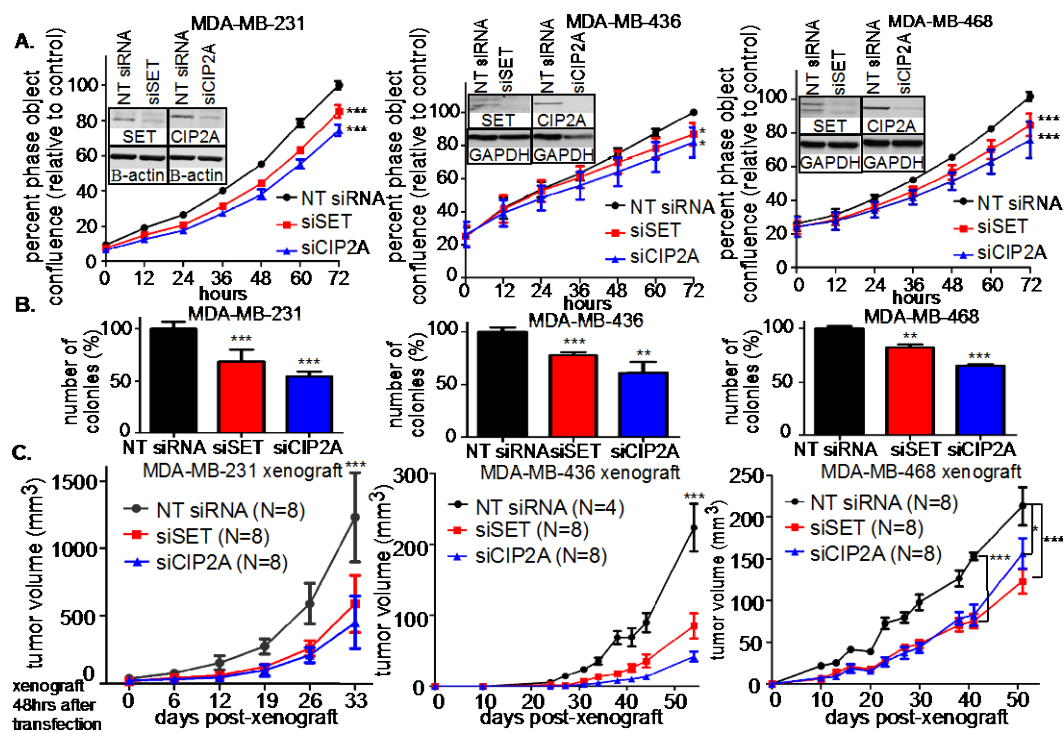 A.
MDA-MB-231
NT siRNA
siSET
NT siRNA
siCIP2A
percent phase object
confluence (relative to control)
100
80
60
40
20
0
SET
CIP2A
B-actin
B-actin
***
***
NT siRNA
siSET
siCIP2A
0 12 24 36 48 60 72
hours
MDA-MB-436
NT siRNA
siSET
NT siRNA
siCIP2A
percent phase object
confluence (relative to control)
100
80
60
40
20
0
SET
CIP2A
GAPDH
GAPDH
*
*
NT siRNA
siSET
siCIP2A
0 12 24 36 48 60 72
hours
MDA-MB-468
NT siRNA
siSET
NT siRNA
siCIP2A
percent phase object
confluence (relative to control)
100
80
60
40
20
0
SET
CIP2A
GAPDH
GAPDH
***
***
NT siRNA
siSET
siCIP2A
0 12 24 36 48 60 72
hours
B.
MDA-MB-231
number of
colonies (%)
100
50
0
***
***
NT siRNA siSET siCIP2A
MDA-MB-436
number of
colonies (%)
100
50
0
***
**
NT siRNA siSET siCIP2A
MDA-MB-468
number of
colonies (%)
100
50
0
**
***
NT siRNA siSET siCIP2A
C.
MDA-MB-231 xenograft
***
tumor volume (mm3)
1500
1000
500
0
NT siRNA (N=8)
siSET (N=8)
siCIP2A (N=8)
0 6 12 19 26 33
days post-xenograft
xenograft
48hrs after
transfection
MDA-MB-436 xenograft
***
tumor volume (mm3)
300
200
100
0
NT siRNA (N=4)
siSET (N=8)
siCIP2A (N=8)
0 10 20 30 40 50
days post-xenograft
MDA-MB-468 xenograft
tumor volume (mm3)
250
200
150
100
50
0
NT siRNA (N=8)
siSET (N=8)
siCIP2A (N=8)
***
*
***
0 10 20 30 40 50
days post-xenograft